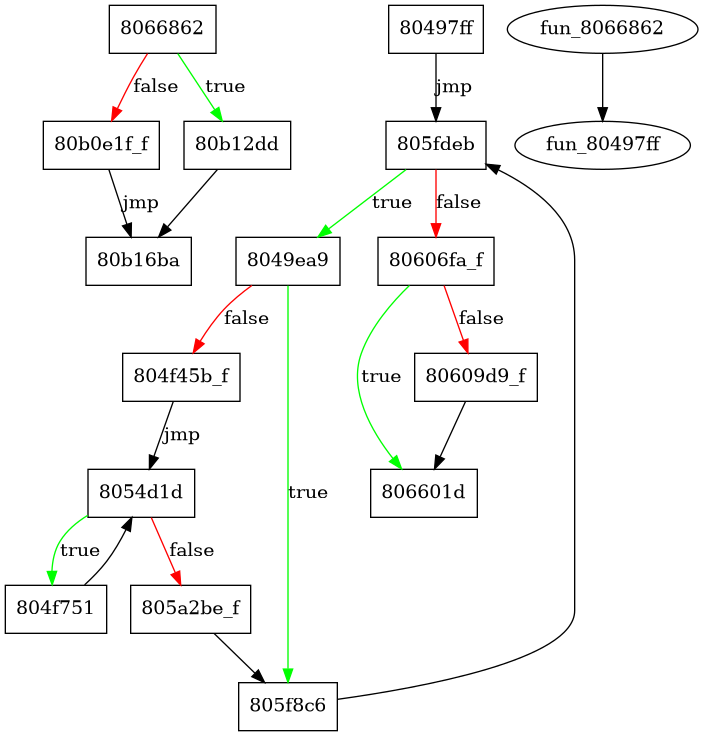 8066862
80497ff
fun_8066862
false
true
jmp
80b0e1f_f
80b12dd
805fdeb
fun_80497ff
jmp
true
false
80b16ba
8049ea9
80606fa_f
false
true
false
804f45b_f
80609d9_f
jmp
true
8054d1d
806601d
true
false
804f751
805a2be_f
805f8c6